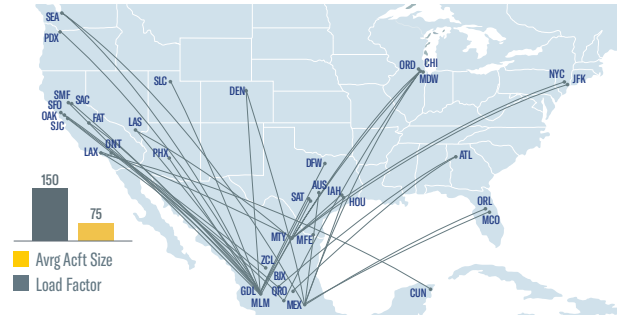 SEA
PDX
SLC
DEN
ORD
CHI
MDW
NYC
JFK
SMF
SAC
SFO
OAK
SJC
FAT
LAS
LAX
ONT
PHX
DFW
ATL
AUS
IAH
SAT
HOU
ORL
MCO
MTY
MFE
ZCL
BJX
GDL
QRO
MLM
MEX
CUN
150
75
Avrg Acft Size
Load Factor